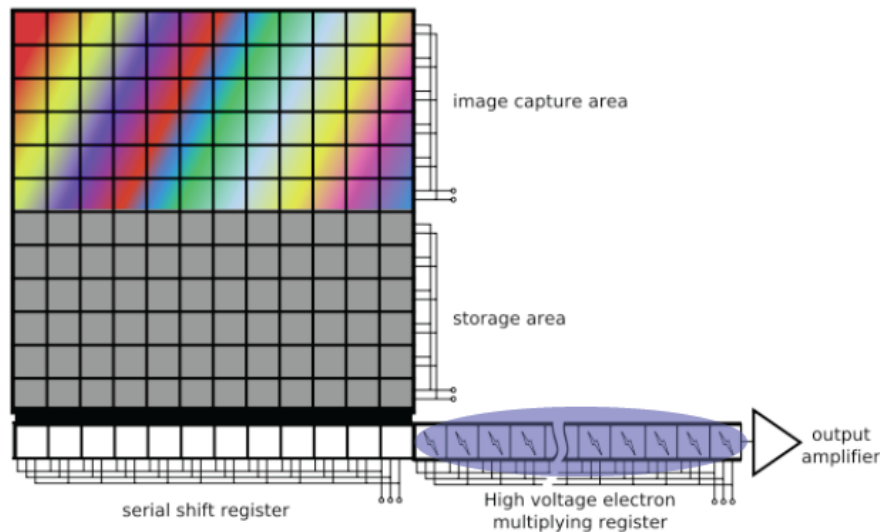 image capture area
storage area
output
amplifier
serial shift register
High voltage electron
multiplying register